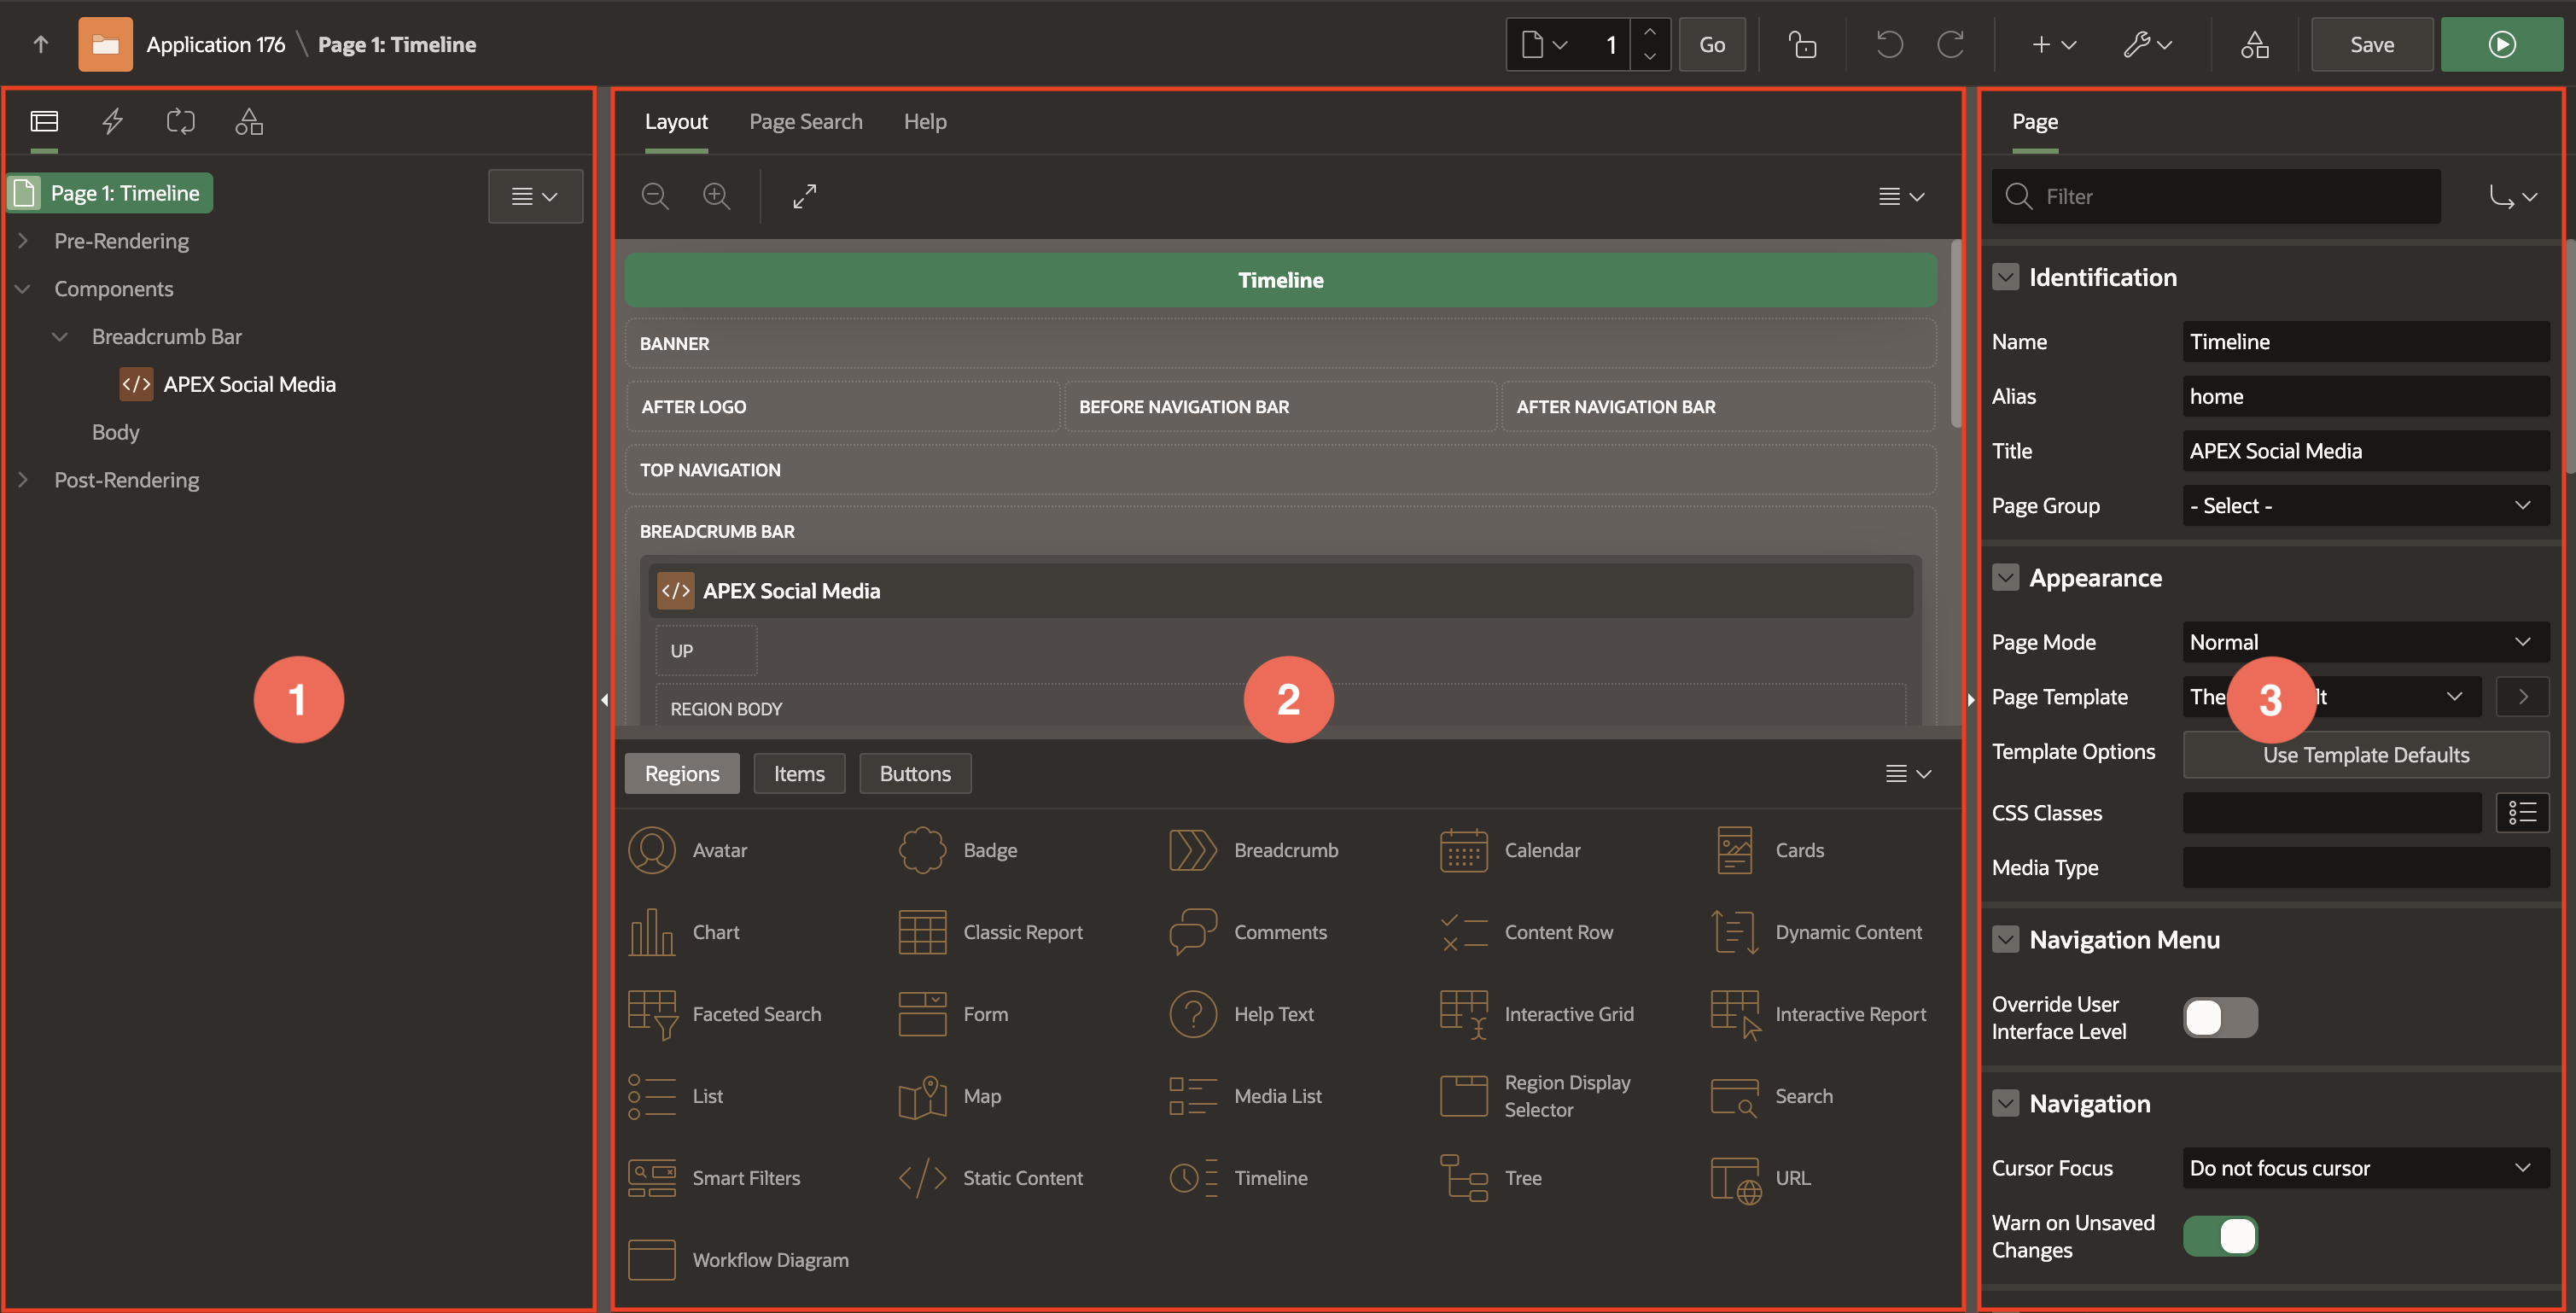 Application 176 \ Page 1: Timeline
1
Go
Save
Page 1: Timeline
Pre-Rendering
Components
Breadcrumb Bar
</> APEX Social Media
Body
Post-Rendering
1
Layout Page Search Help
Timeline
BANNER
AFTER LOGO BEFORE NAVIGATION BAR AFTER NAVIGATION BAR
TOP NAVIGATION
BREADCRUMB BAR
</> APEX Social Media
UP
REGION BODY
2
Regions Items Buttons
Avatar Badge Breadcrumb Calendar Cards
Chart Classic Report Comments Content Row Dynamic Content
Faceted Search Form Help Text Interactive Grid Interactive Report
List Map Media List Region Display
Selector Search
Smart Filters Static Content Timeline Tree URL
Workflow Diagram
Page
Filter
Identification
Name Timeline
Alias home
Title APEX Social Media
Page Group - Select -
Appearance
Page Mode Normal
Page Template
3
Template Options Use Template Defaults
CSS Classes
Media Type
Navigation Menu
Override User
Interface Level
Navigation
Cursor Focus Do not focus cursor
Warn on Unsaved
Changes